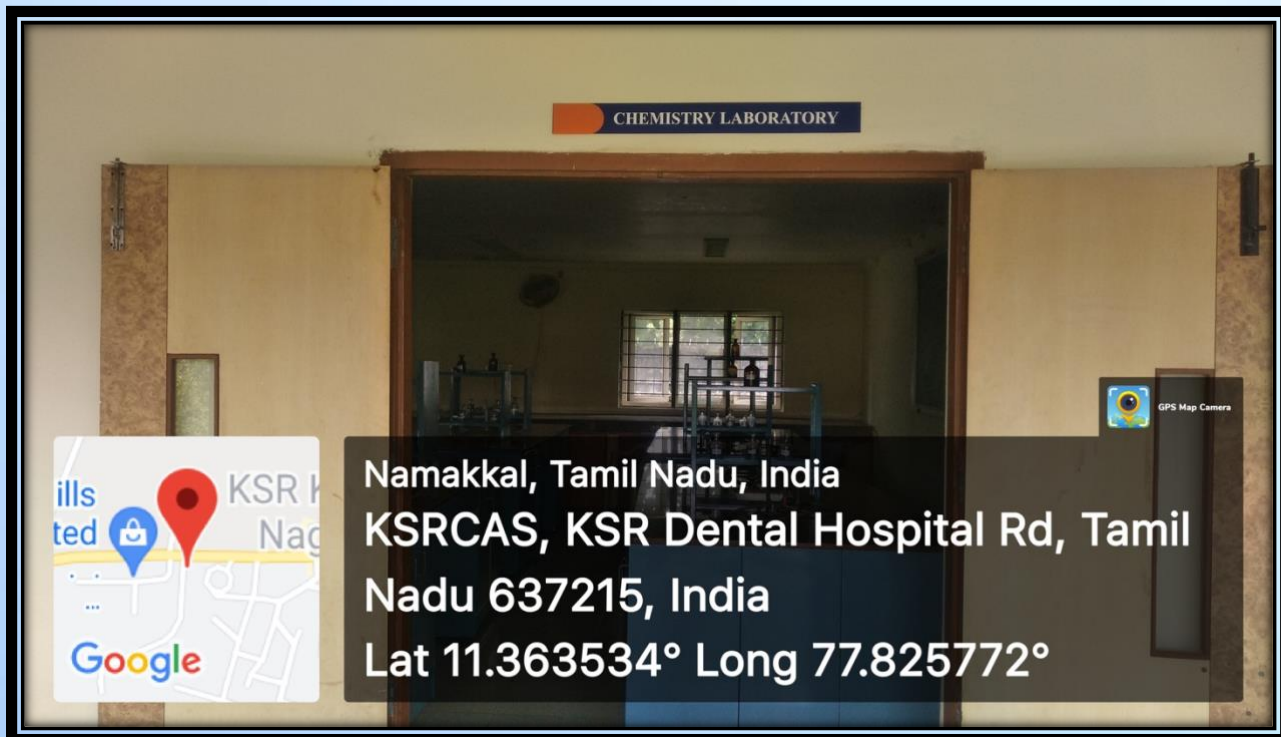 CHEMISTRY LABORATORY
GPS Map Camera
ills
ted
KSR
Nag
Google
Namakkal, Tamil Nadu, India
KSRCAS, KSR Dental Hospital Rd, Tamil
Nadu 637215, India
Lat 11.363534° Long 77.825772°